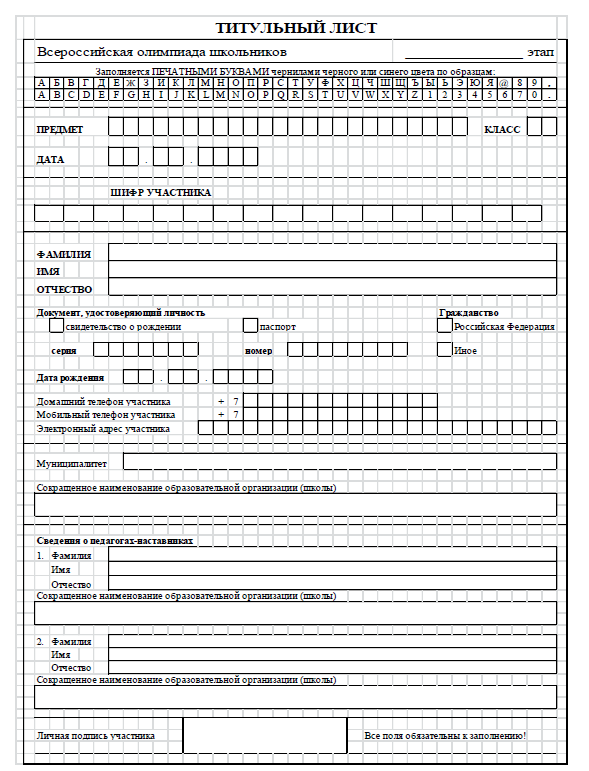 ТИТУЛЬНЫЙ ЛИСТ
Всероссийская олимпиада школьников ________________ этап
Заполняется ПЕЧАТНЫМИ БУКВАМИ чернилами черного или синего цвета по образцам:
А Б В Г Д Е Ж З И К Л М Н О П Р С Т У Ф Х Ц Ч Ш Щ Ъ Ы Ь Э Ю Я @ 8 9 ,
A B C D E F G H I J K L M N O P Q R S T U V W X Y Z 1 2 3 4 5 6 7 0 .
ПРЕДМЕТ КЛАСС
ДАТА . .
ШИФР УЧАСТНИКА
ФАМИЛИЯ
ИМЯ
ОТЧЕСТВО
Документ, удостоверяющий личность Гражданство
свидетельство о рождении паспорт Российская Федерация
серия номер Иное
Дата рождения . .
Домашний телефон участника + 7
Мобильный телефон участника + 7
Электронный адрес участника
Муниципалитет
Сокращенное наименование образовательной организации (школы)
Сведения о педагогах-наставниках
1. Фамилия
Имя
Отчество
Сокращенное наименование образовательной организации (школы)
2. Фамилия
Имя
Отчество
Сокращенное наименование образовательной организации (школы)
Личная подпись участника Все поля обязательны к заполнению!